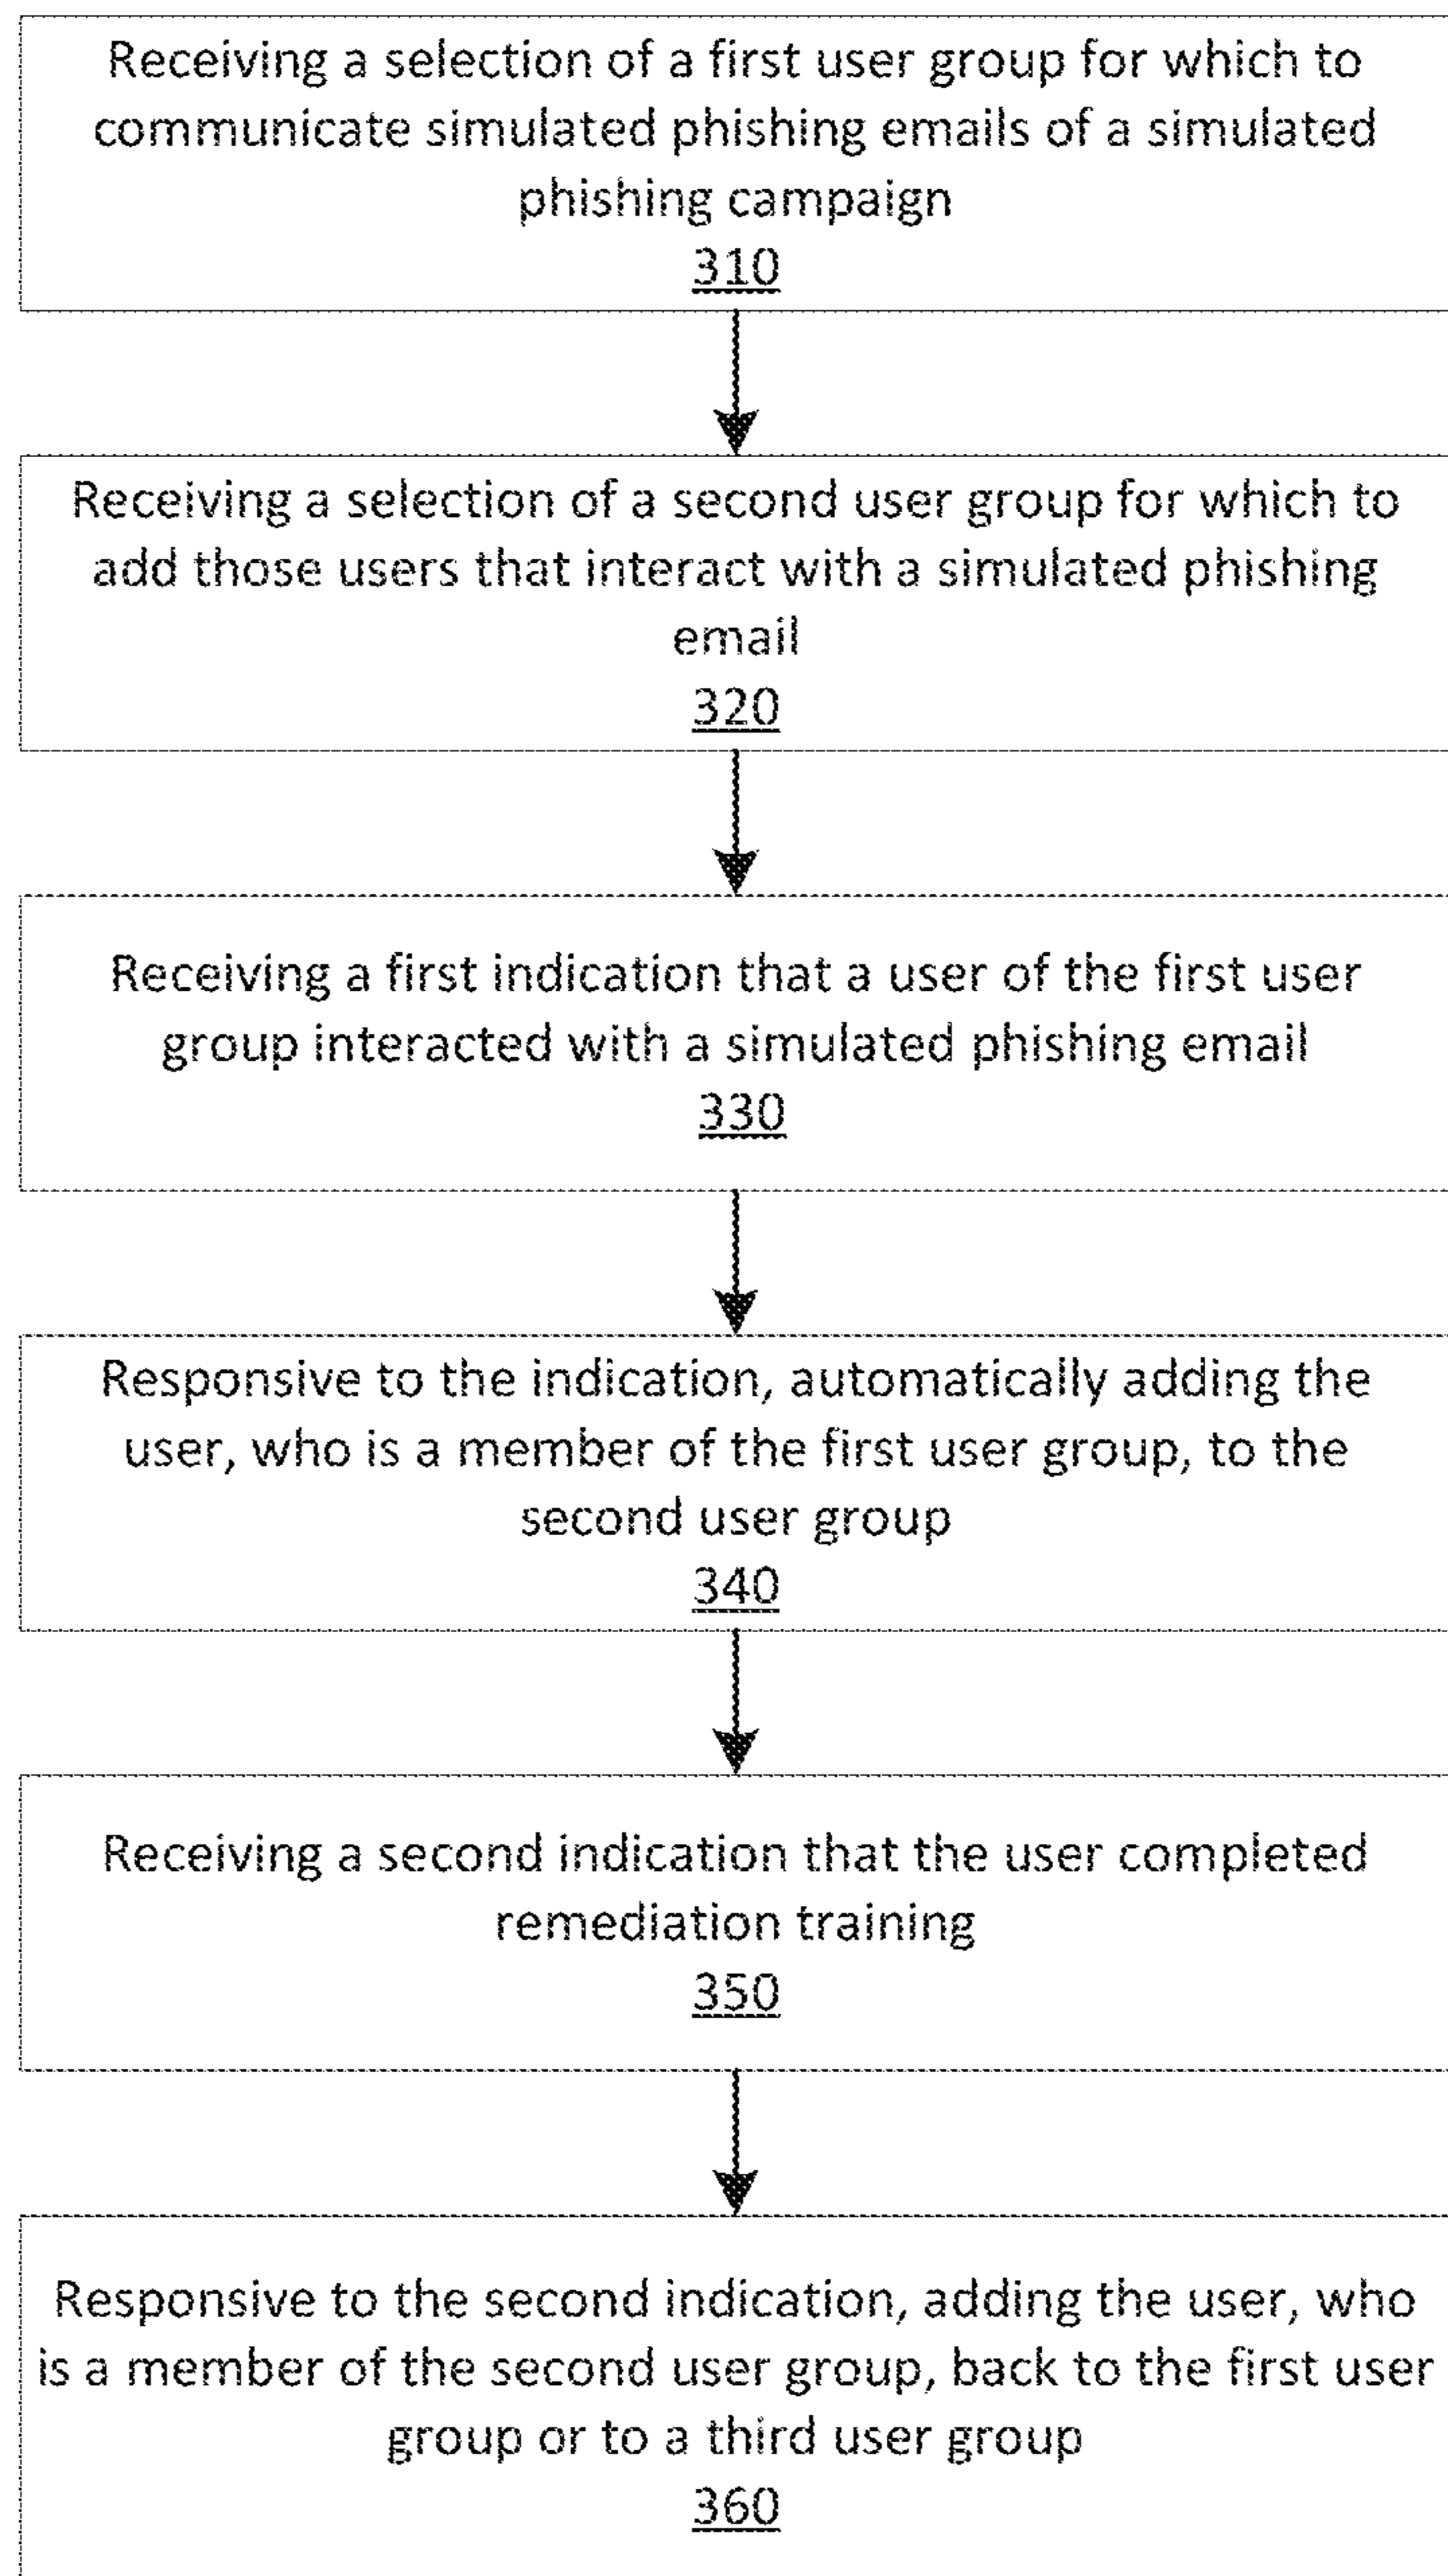 Receiving a selection of a first user group for which to
communicate simulated phishing emails of a simulated
phishing campaign
310
Receiving a selection of a second user group for which to
add those users that interact with a simulated phishing
email
320
Receiving a first indication that a user of the first user
group interacted with a simulated phishing email
330
Responsive to the indication, automatically adding the
user, who is a member of the first user group, to the
second user group
340
Receiving a second indication that the user completed
remediation training
350
Responsive to the second indication, adding the user, who
is a member of the second user group, back to the first user
group or to a third user group
360